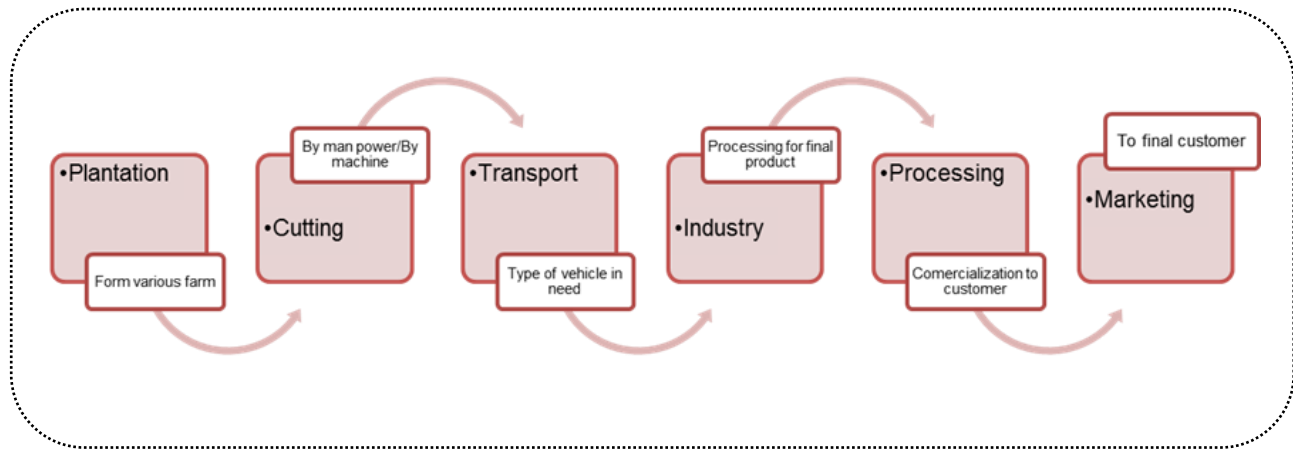 •Plantation
Form various farm
•Cutting
By man power/By
machine
•Transport
Type of vehicle in
need
•Industry
Processing for final
product
•Processing
Comercialization to
customer
•Marketing
To final customer